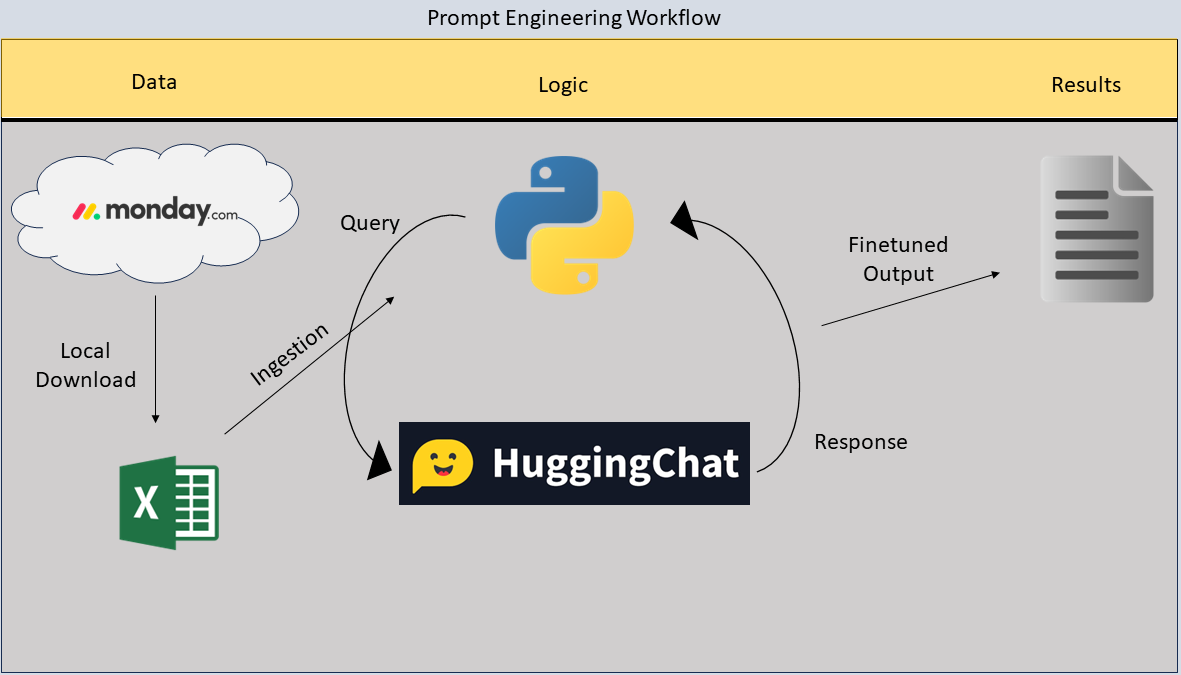 Prompt Engineering Workflow
Data
Logic
Results
monday.com
Query
Finetuned
Output
Ingestion
Local
Download
Response
HuggingChat
X